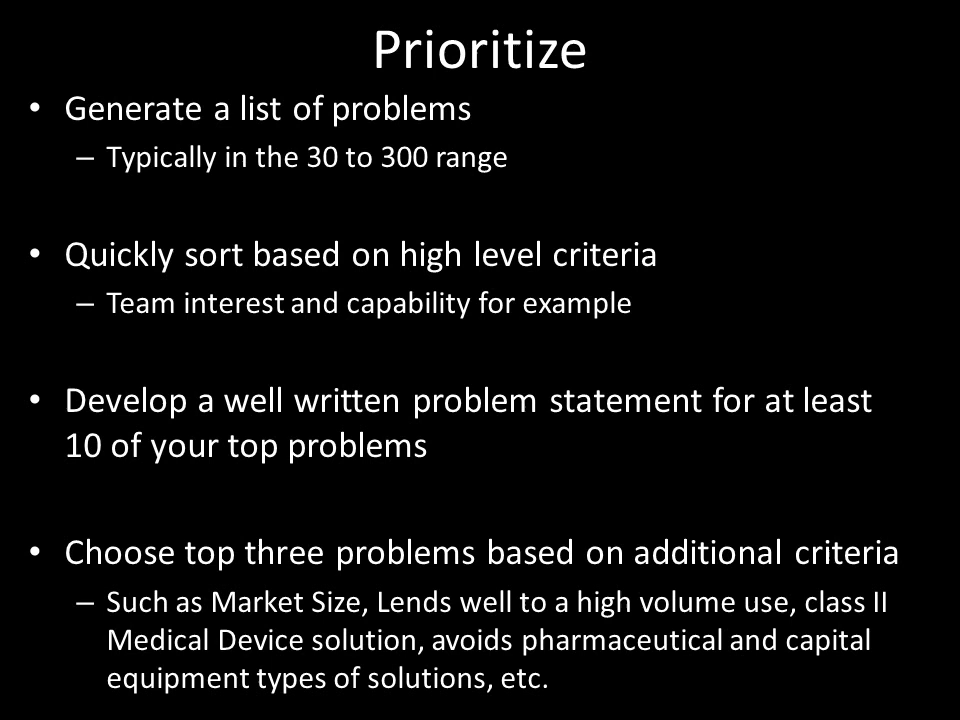 Prioritize
• Generate a list of problems
– Typically in the 30 to 300 range
• Quickly sort based on high level criteria
– Team interest and capability for example
• Develop a well written problem statement for at least
10 of your top problems
• Choose top three problems based on additional criteria
– Such as Market Size, Lends well to a high volume use, class II
Medical Device solution, avoids pharmaceutical and capital
equipment types of solutions, etc.